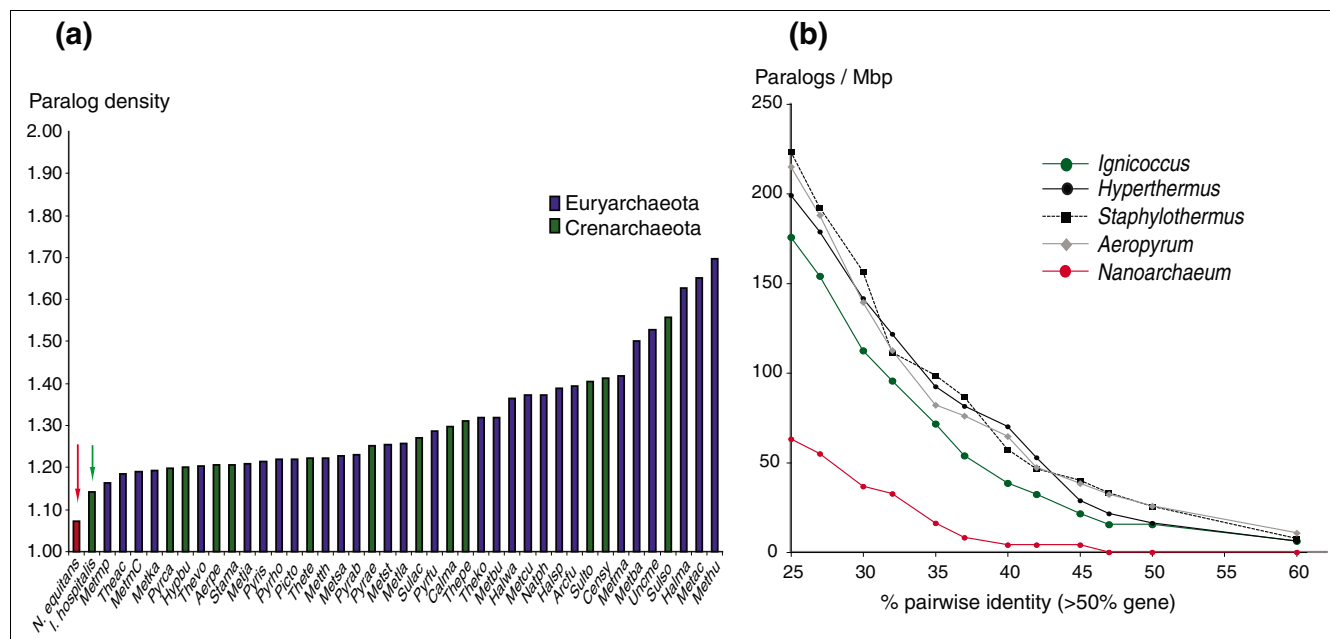 (a)
Paralog density
2.00
1.90
1.80
1.70
1.60
1.50
1.40
1.30
1.20
1.10
1.00
Euryarchaeota
Crenarchaeota
N. equitans
I. hospitalis
Metmp
Theac
MetmC
Metka
Pyrca
Hypbu
Thevo
Aerpe
Stama
Metja
Pyris
Pyrho
Picto
Thete
Metth
Metsa
Pyrab
Pyrae
Metst
Metla
Sulac
Pyrfu
Calma
Thepe
Theko
Metbu
Halwa
Metcu
Natph
Halsp
Arcfu
Sulto
Censy
Metma
Metba
Uncme
Sulso
Halma
Metac
Methu
(b)
Paralogs / Mbp
250
200
150
100
50
0
Ignicoccus
Hyperthermus
Staphylothermus
Aeropyrum
Nanoarchaeum
25 30 35 40 45 50 55 60
% pairwise identity (>50% gene)